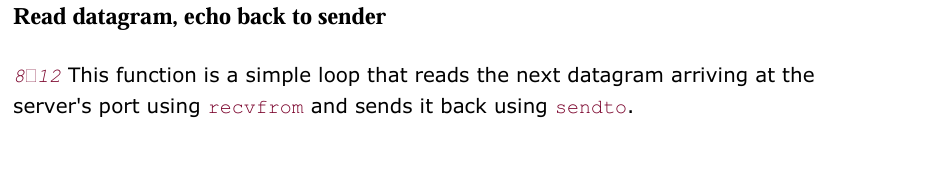 Read datagram, echo back to sender
8□12 This function is a simple loop that reads the next datagram arriving at the
server's port using recvfrom and sends it back using sendto.